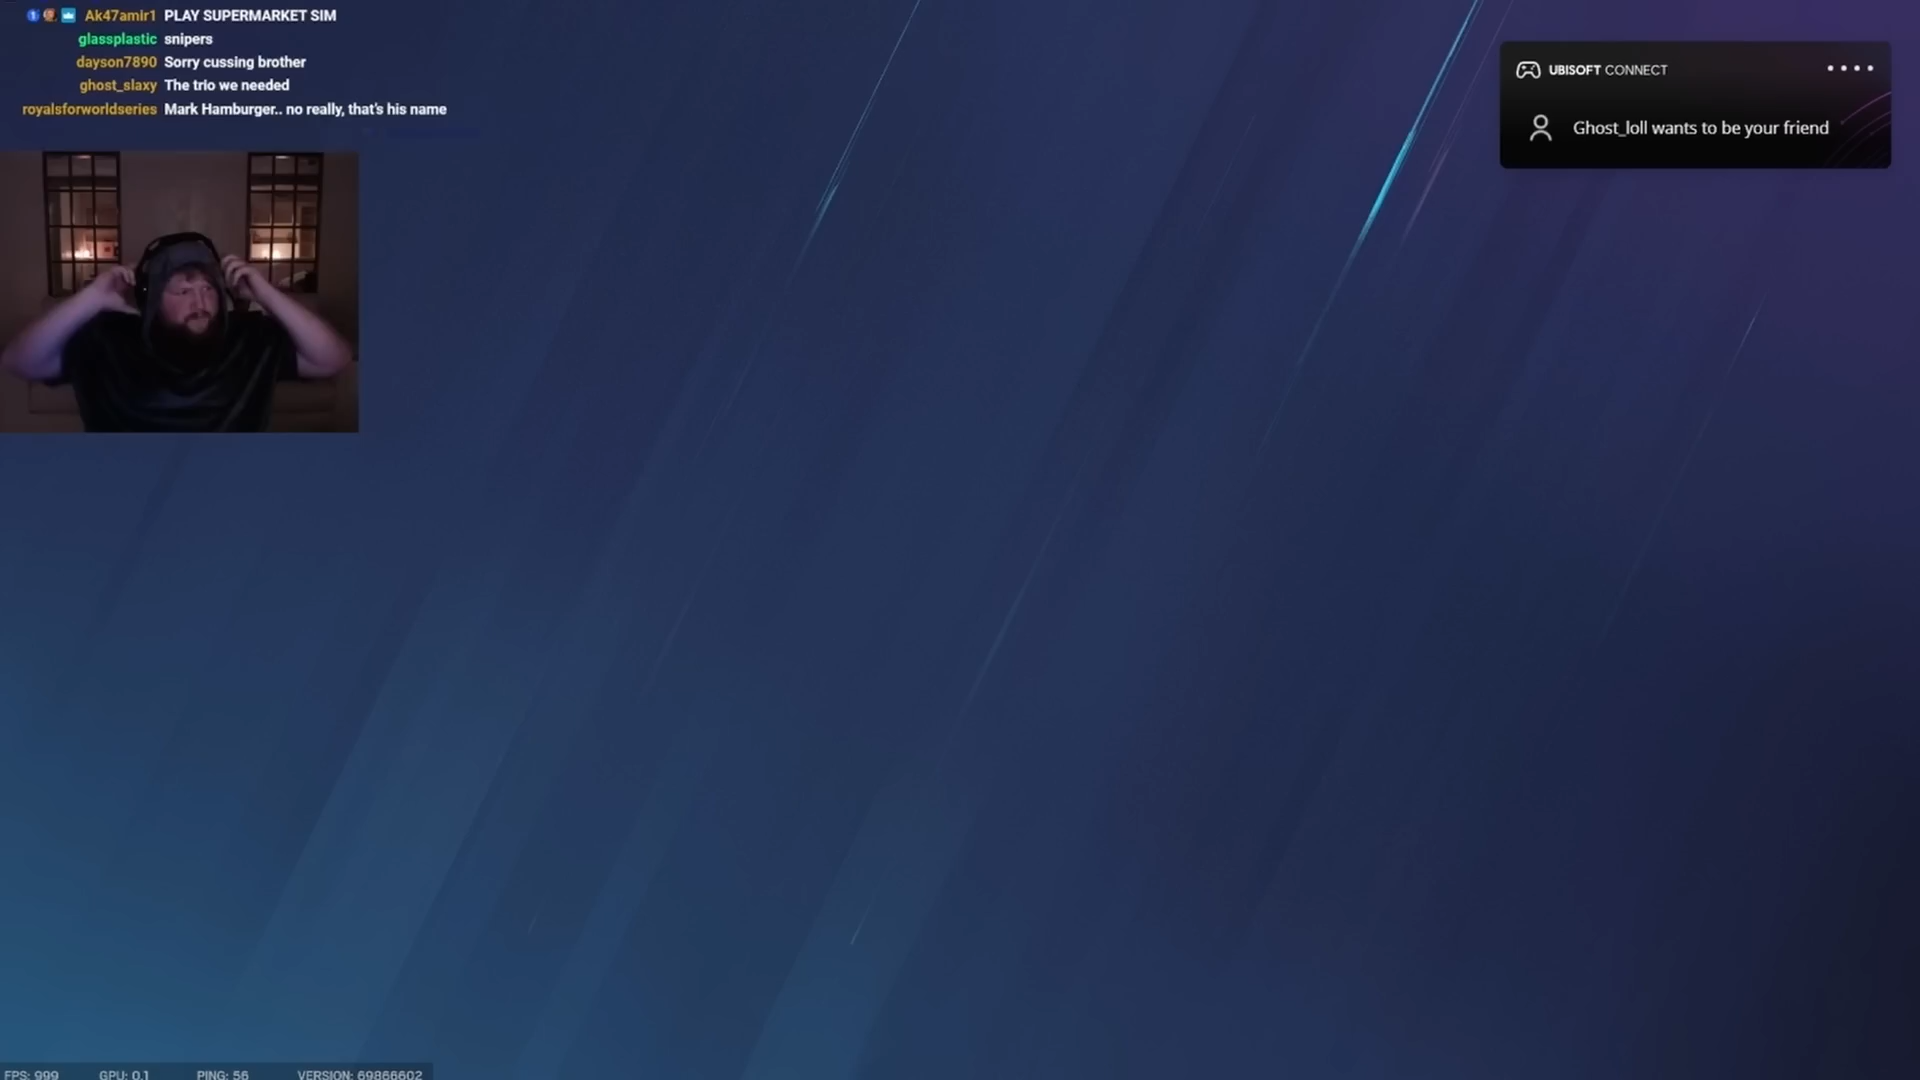 Ak47amir1 PLAY SUPERMARKET SIM
glassplastic snipers
dayson7890 Sorry cussing brother
ghost_slaxy The trio we needed
royalsforworldseries Mark Hamburger.. no really, that's his name
UBISOFT CONNECT
Ghost_loll wants to be your friend
FPS: 999 GPU: 0.1 PING: 56 VERSION: 69866602